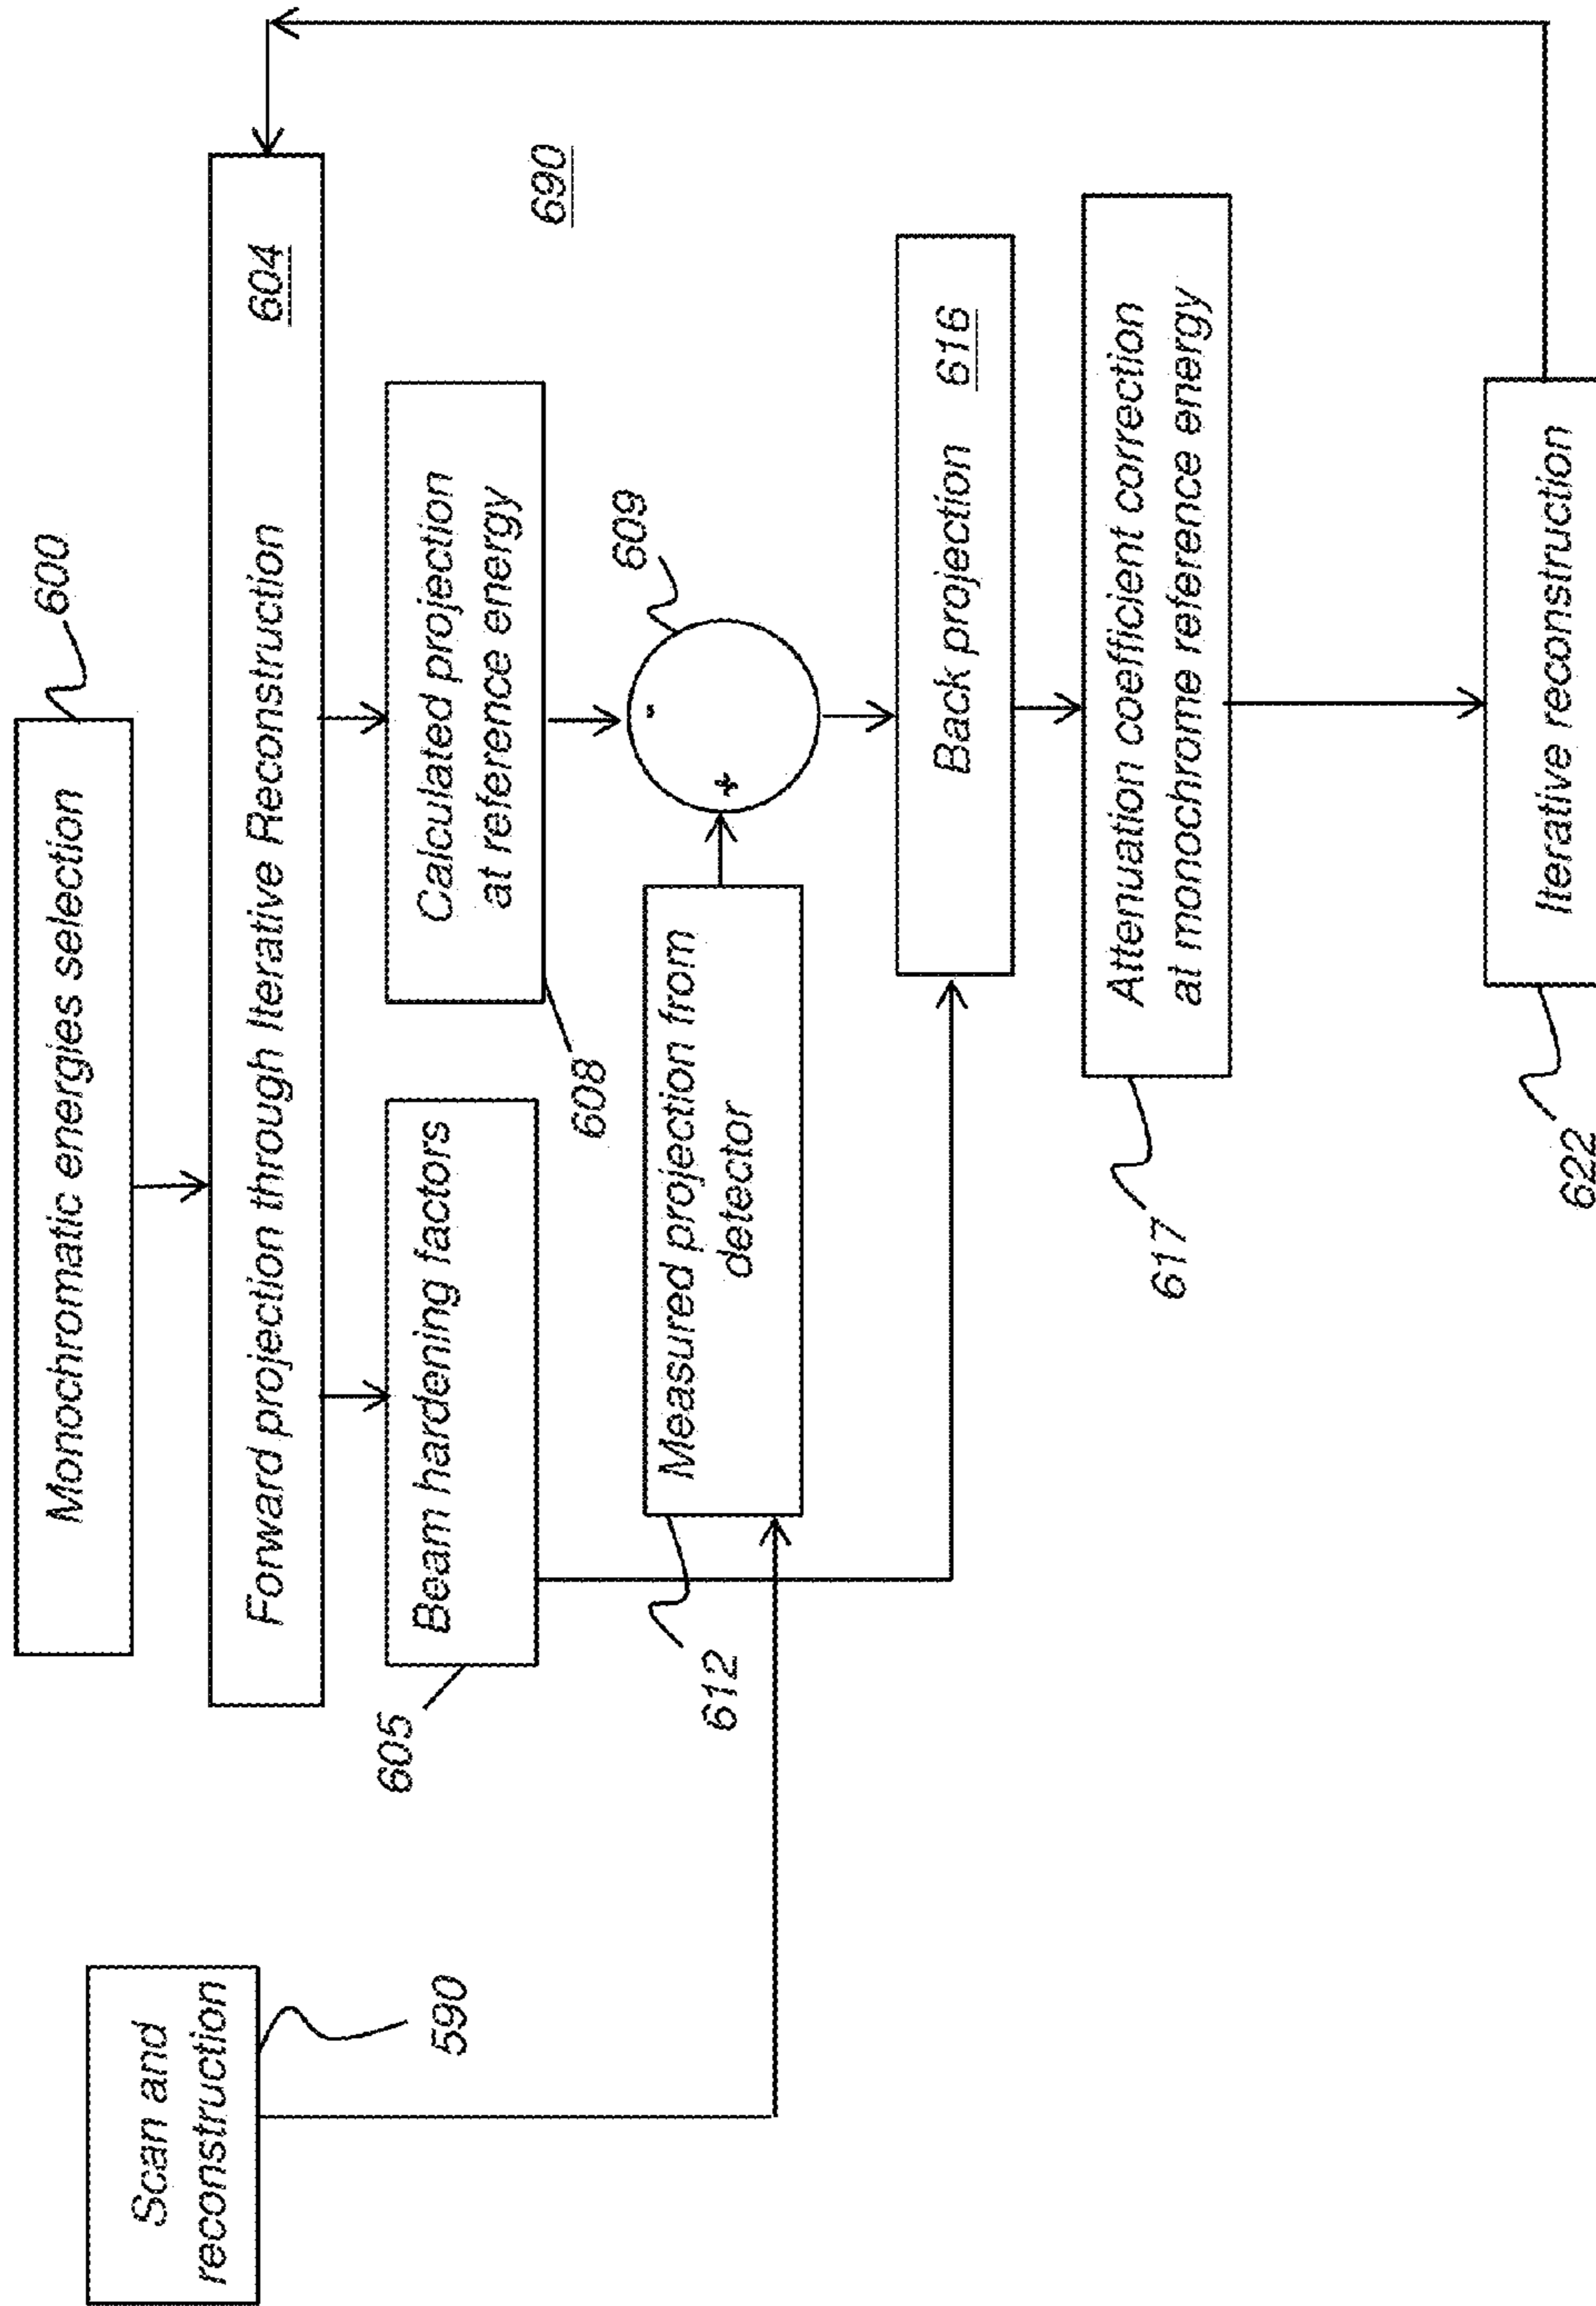 Scan and
reconstruction
590
Monochromatic energies selection
600
Forward projection through Iterative Reconstruction
604
Beam hardening factors
605
Calculated projection
at reference energy
608
690
Measured projection from
detector
612
+
-
609
Back projection
616
Attenuation coefficient correction
at monochrome reference energy
617
Iterative reconstruction
622